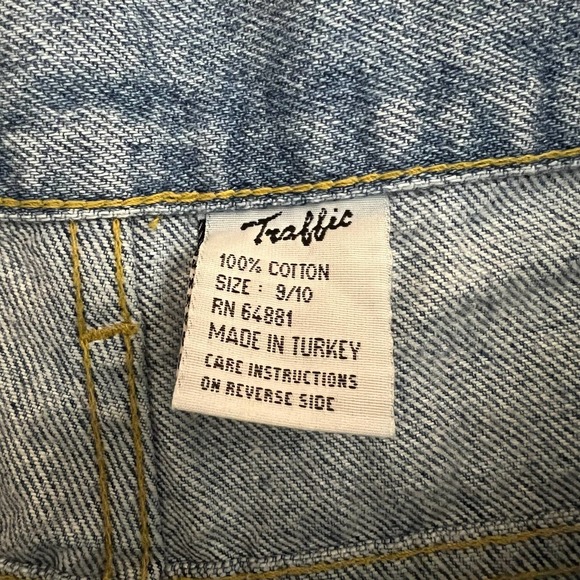 Traffic
100% COTTON
SIZE : 9/10
RN 64881
MADE IN TURKEY
CARE INSTRUCTIONS
ON REVERSE SIDE